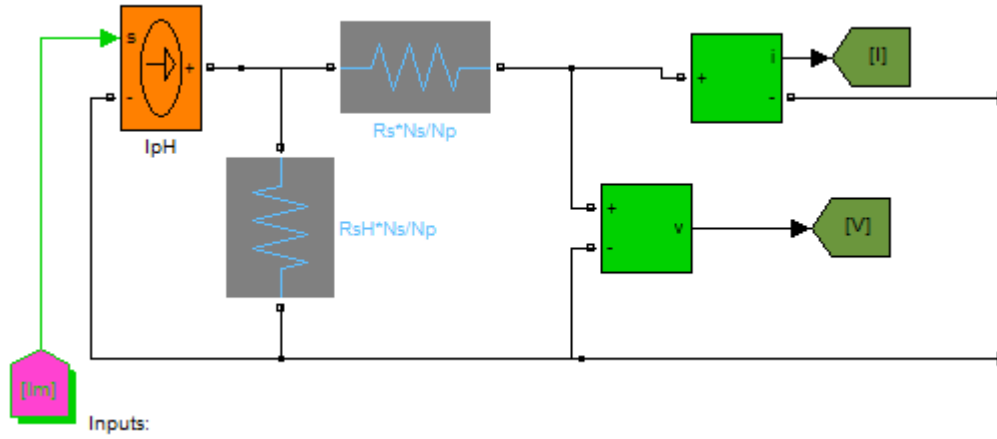 s
+
-
IpH
Rs*Ns/Np
RsH*Ns/Np
+
i
-
[I]
+
-
v
[V]
[Im]
Inputs: